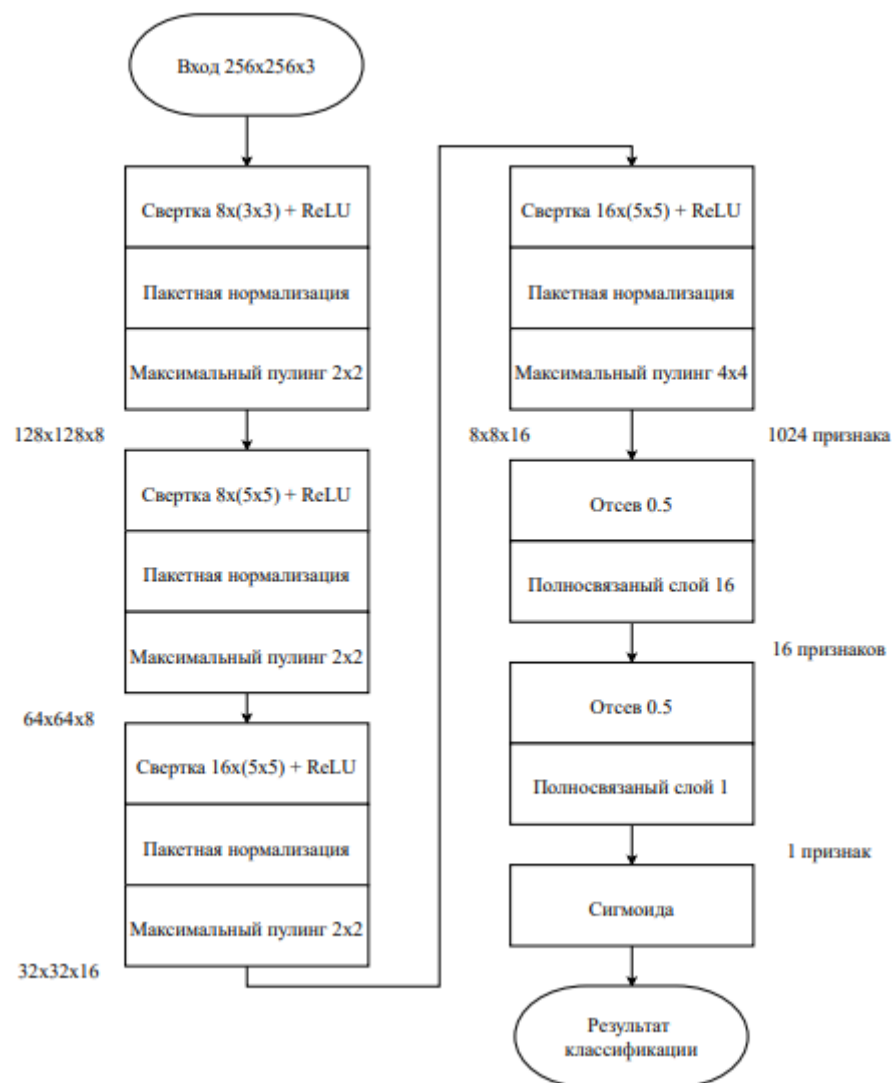 Вход 256x256x3
Свертка 8x(3x3) + ReLU
Пакетная нормализация
Максимальный пулинг 2x2
128x128x8
Свертка 8x(5x5) + ReLU
Пакетная нормализация
Максимальный пулинг 2x2
64x64x8
Свертка 16x(5x5) + ReLU
Пакетная нормализация
Максимальный пулинг 2x2
32x32x16
Свертка 16x(5x5) + ReLU
Пакетная нормализация
Максимальный пулинг 4x4
8x8x16
1024 признака
Отсев 0.5
Полносвязаный слой 16
16 признаков
Отсев 0.5
Полносвязаный слой 1
1 признак
Сигмоида
Результат
классификации